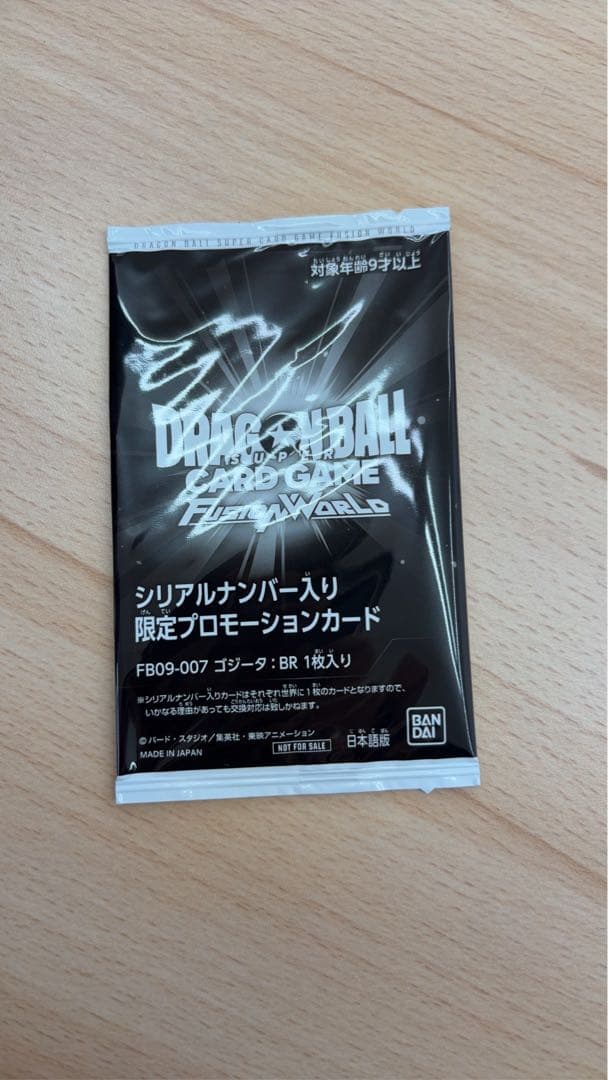 DRAGON BALL SUPER CARD GAME FUSION WORLD
対象年齢9才以上
DRAGONBALL
SUPER
CARD GAME
FUSION WORLD
シリアルナンバー入り
限定プロモーションカード
FB09-007 ゴジータ：BR 1枚入り
※シリアルナンバー入りカードはそれぞれ世界に1枚のカードとなりますので、
いかなる理由があっても交換対応は致しかねます。
©バード・スタジオ／集英社・東映アニメーション
MADE IN JAPAN
NOT FOR SALE
日本語版
BAN
DAI